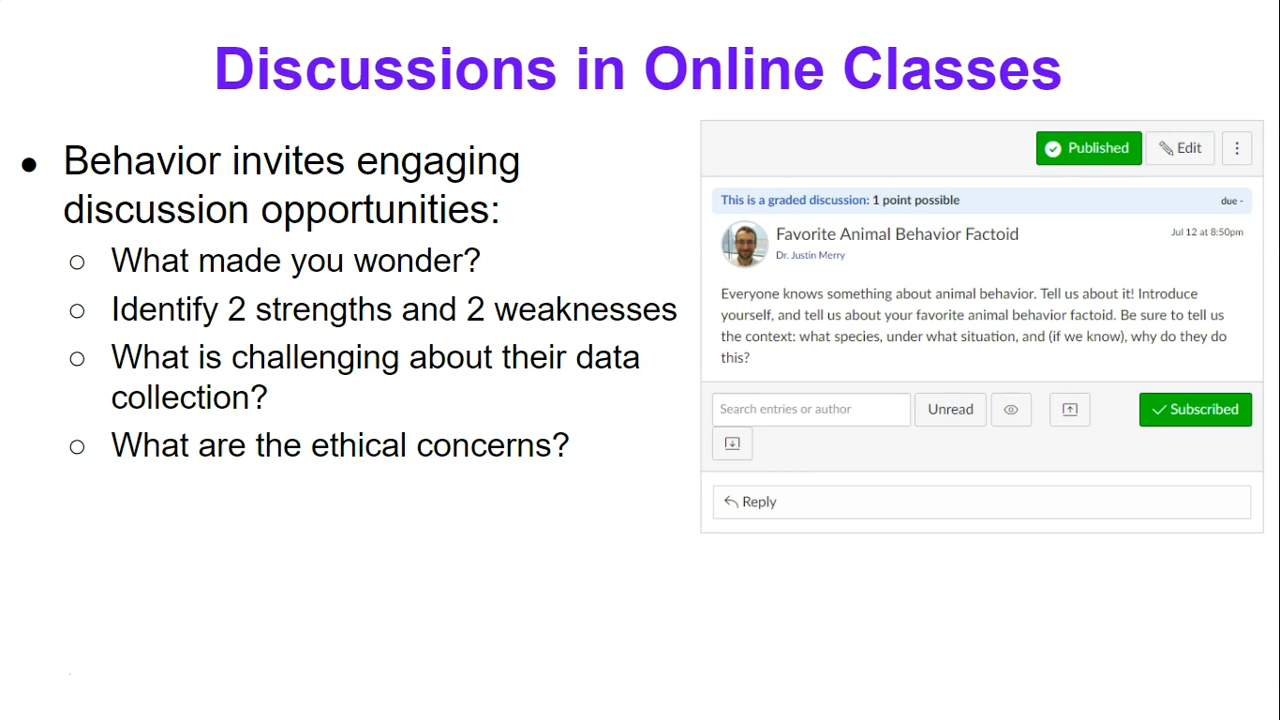 Discussions in Online Classes
● Behavior invites engaging
discussion opportunities:
○ What made you wonder?
○ Identify 2 strengths and 2 weaknesses
○ What is challenging about their data
collection?
○ What are the ethical concerns?
Published
Edit
This is a graded discussion: 1 point possible
due -
Favorite Animal Behavior Factoid
Jul 12 at 8:50pm
Dr. Justin Merry
Everyone knows something about animal behavior. Tell us about it! Introduce
yourself, and tell us about your favorite animal behavior factoid. Be sure to tell us
the context: what species, under what situation, and (if we know), why do they do
this?
Search entries or author
Unread
Subscribed
Reply